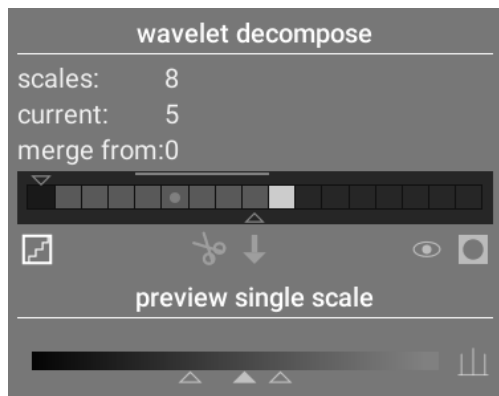 wavelet decompose
scales: 8
current: 5
merge from:0
preview single scale